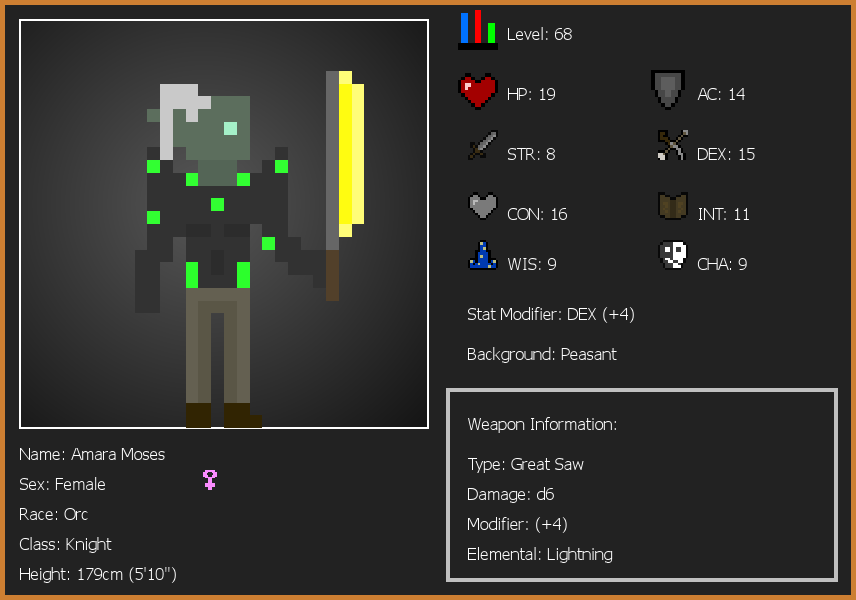 Level: 68
HP: 19
AC: 14
STR: 8
DEX: 15
CON: 16
INT: 11
WIS: 9
CHA: 9
Stat Modifier: DEX (+4)
Background: Peasant
Weapon Information:
Type: Great Saw
Damage: d6
Modifier: (+4)
Elemental: Lightning
Name: Amara Moses
Sex: Female
Race: Orc
Class: Knight
Height: 179cm (5'10")